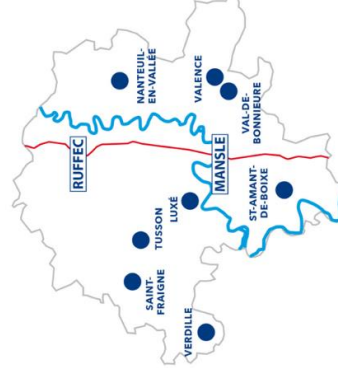 RUFFEC
NANTEUIL-
EN-VALLÉE
VALENCE
VAL-DE-
BONNIEURE
MANSLE
LUXÉ
TUSSON
SAINT-
FRAIGNE
VERDILLE
ST-AMANT-
DE-BOIXE